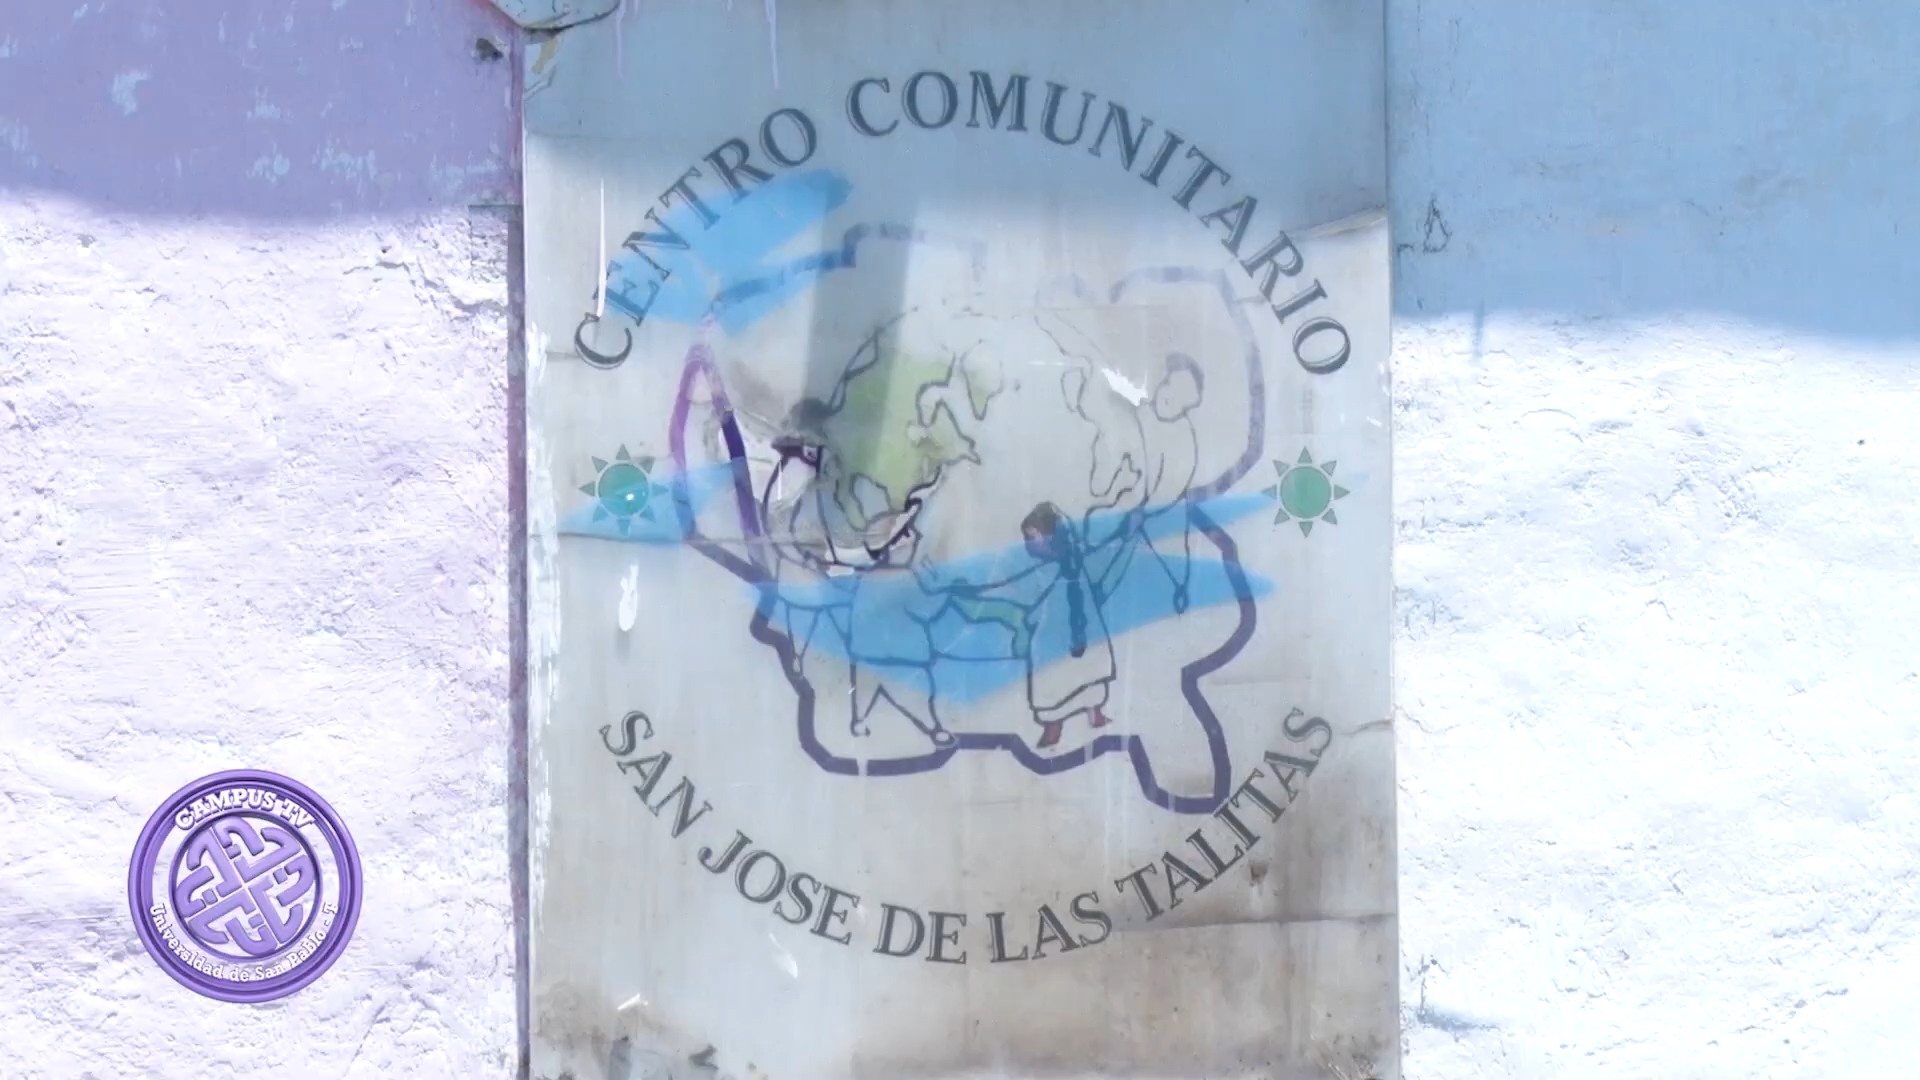 CENTRO COMUNITARIO
SAN JOSE DE LAS TALITAS
CAMPUS TV
Universidad de San Pablo - T